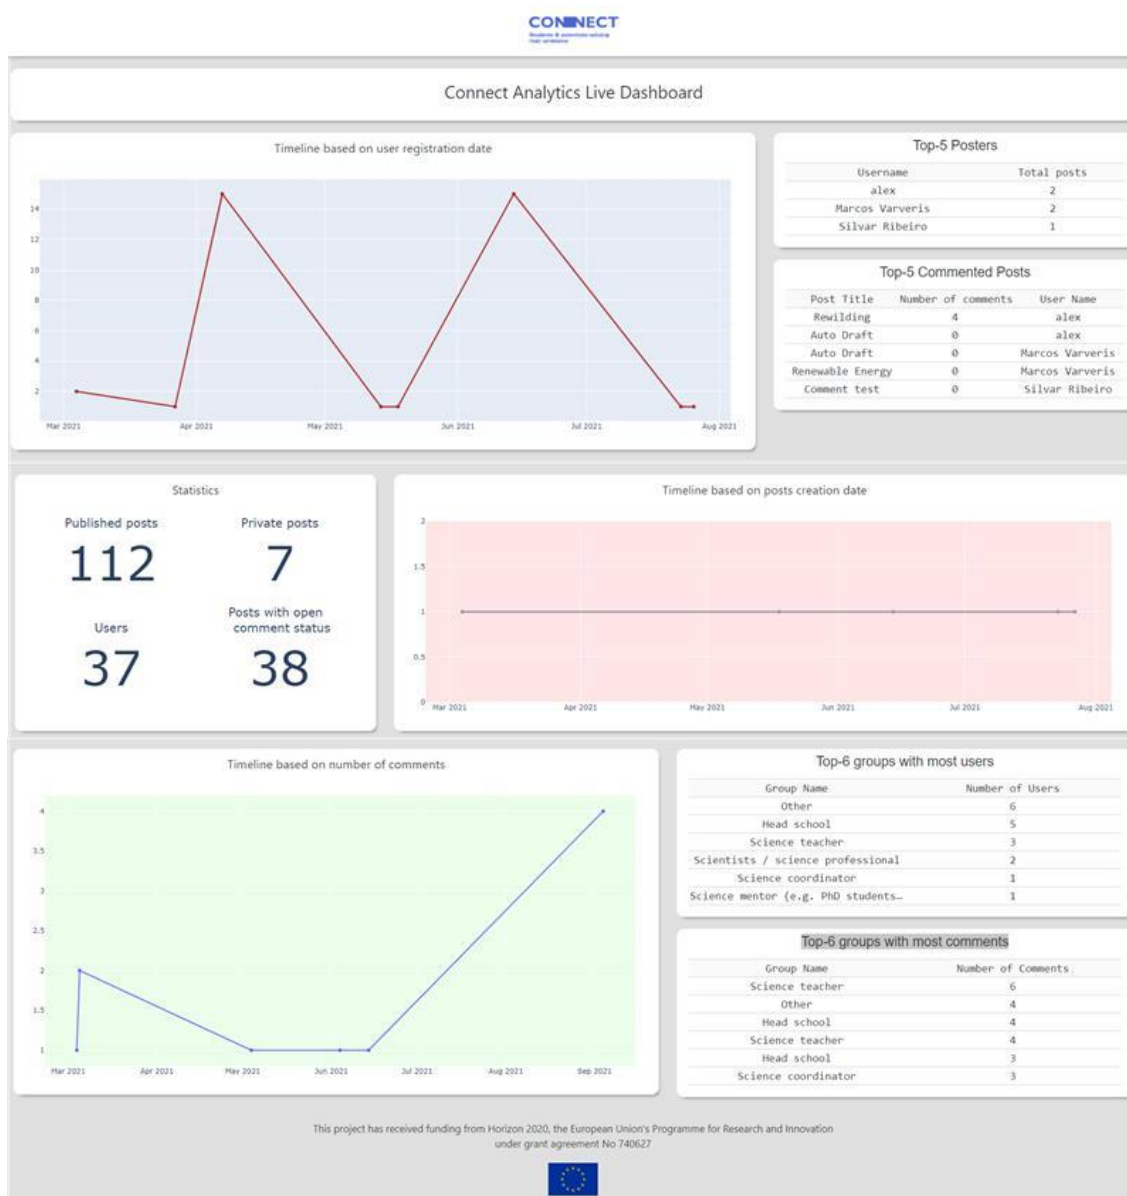 CONNECT
Students & scientists solving
real problems
Connect Analytics Live Dashboard
Timeline based on user registration date
14
12
10
8
6
4
2
Mar 2021 Apr 2021 May 2021 Jun 2021 Jul 2021 Aug 2021
Top-5 Posters
Username Total posts
alex 2
Marcos Varveris 2
Silvar Ribeiro 1
Top-5 Commented Posts
Post Title Number of comments User Name
Rewilding 4 alex
Auto Draft 0 alex
Auto Draft 0 Marcos Varveris
Renewable Energy 0 Marcos Varveris
Comment test 0 Silvar Ribeiro
Statistics
Published posts Private posts
112 7
Users
Posts with open
comment status
37 38
Timeline based on posts creation date
2
1.5
1
0.5
0
Mar 2021 Apr 2021 May 2021 Jun 2021 Jul 2021 Aug 2021
Timeline based on number of comments
4
3.5
3
2.5
2
1.5
1
Mar 2021 Apr 2021 May 2021 Jun 2021 Jul 2021 Aug 2021 Sep 2021
Top-6 groups with most users
Group Name Number of Users
Other 6
Head school 5
Science teacher 3
Scientists / science professional 2
Science coordinator 1
Science mentor (e.g. PhD students… 1
Top-6 groups with most comments
Group Name Number of Comments
Science teacher 6
Other 4
Head school 4
Science teacher 4
Head school 3
Science coordinator 3
This project has received funding from Horizon 2020, the European Union's Programme for Research and Innovation
under grant agreement No 740627